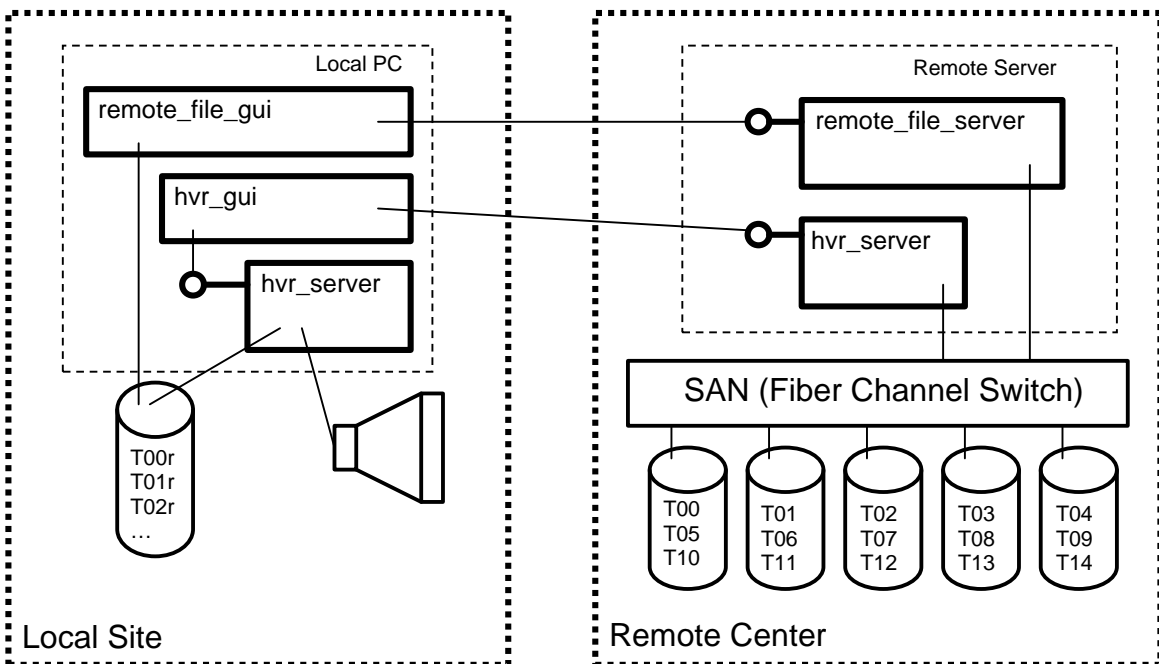 Local PC
remote_file_gui
hvr_gui
hvr_server
T00r
T01r
T02r
…
Local Site
Remote Server
remote_file_server
hvr_server
SAN (Fiber Channel Switch)
T00
T05
T10
T01
T06
T11
T02
T07
T12
T03
T08
T13
T04
T09
T14
Remote Center